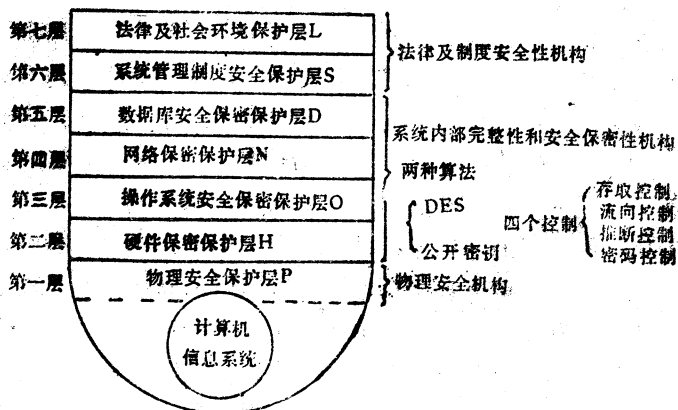 第七层 法律及社会环境保护层L
法律及制度安全性机构
第六层 系统管理制度安全保护层S
第五层 数据库安全保密保护层D
系统内部完整性和安全保密性机构
第四层 网络保密保护层N
两种算法
第三层 操作系统安全保密保护层O
DES
四个控制
存取控制
流向控制
推断控制
密码控制
第二层 硬件保密保护层H
公开密钥
第一层 物理安全保护层P
物理安全机构
计算机
信息系统